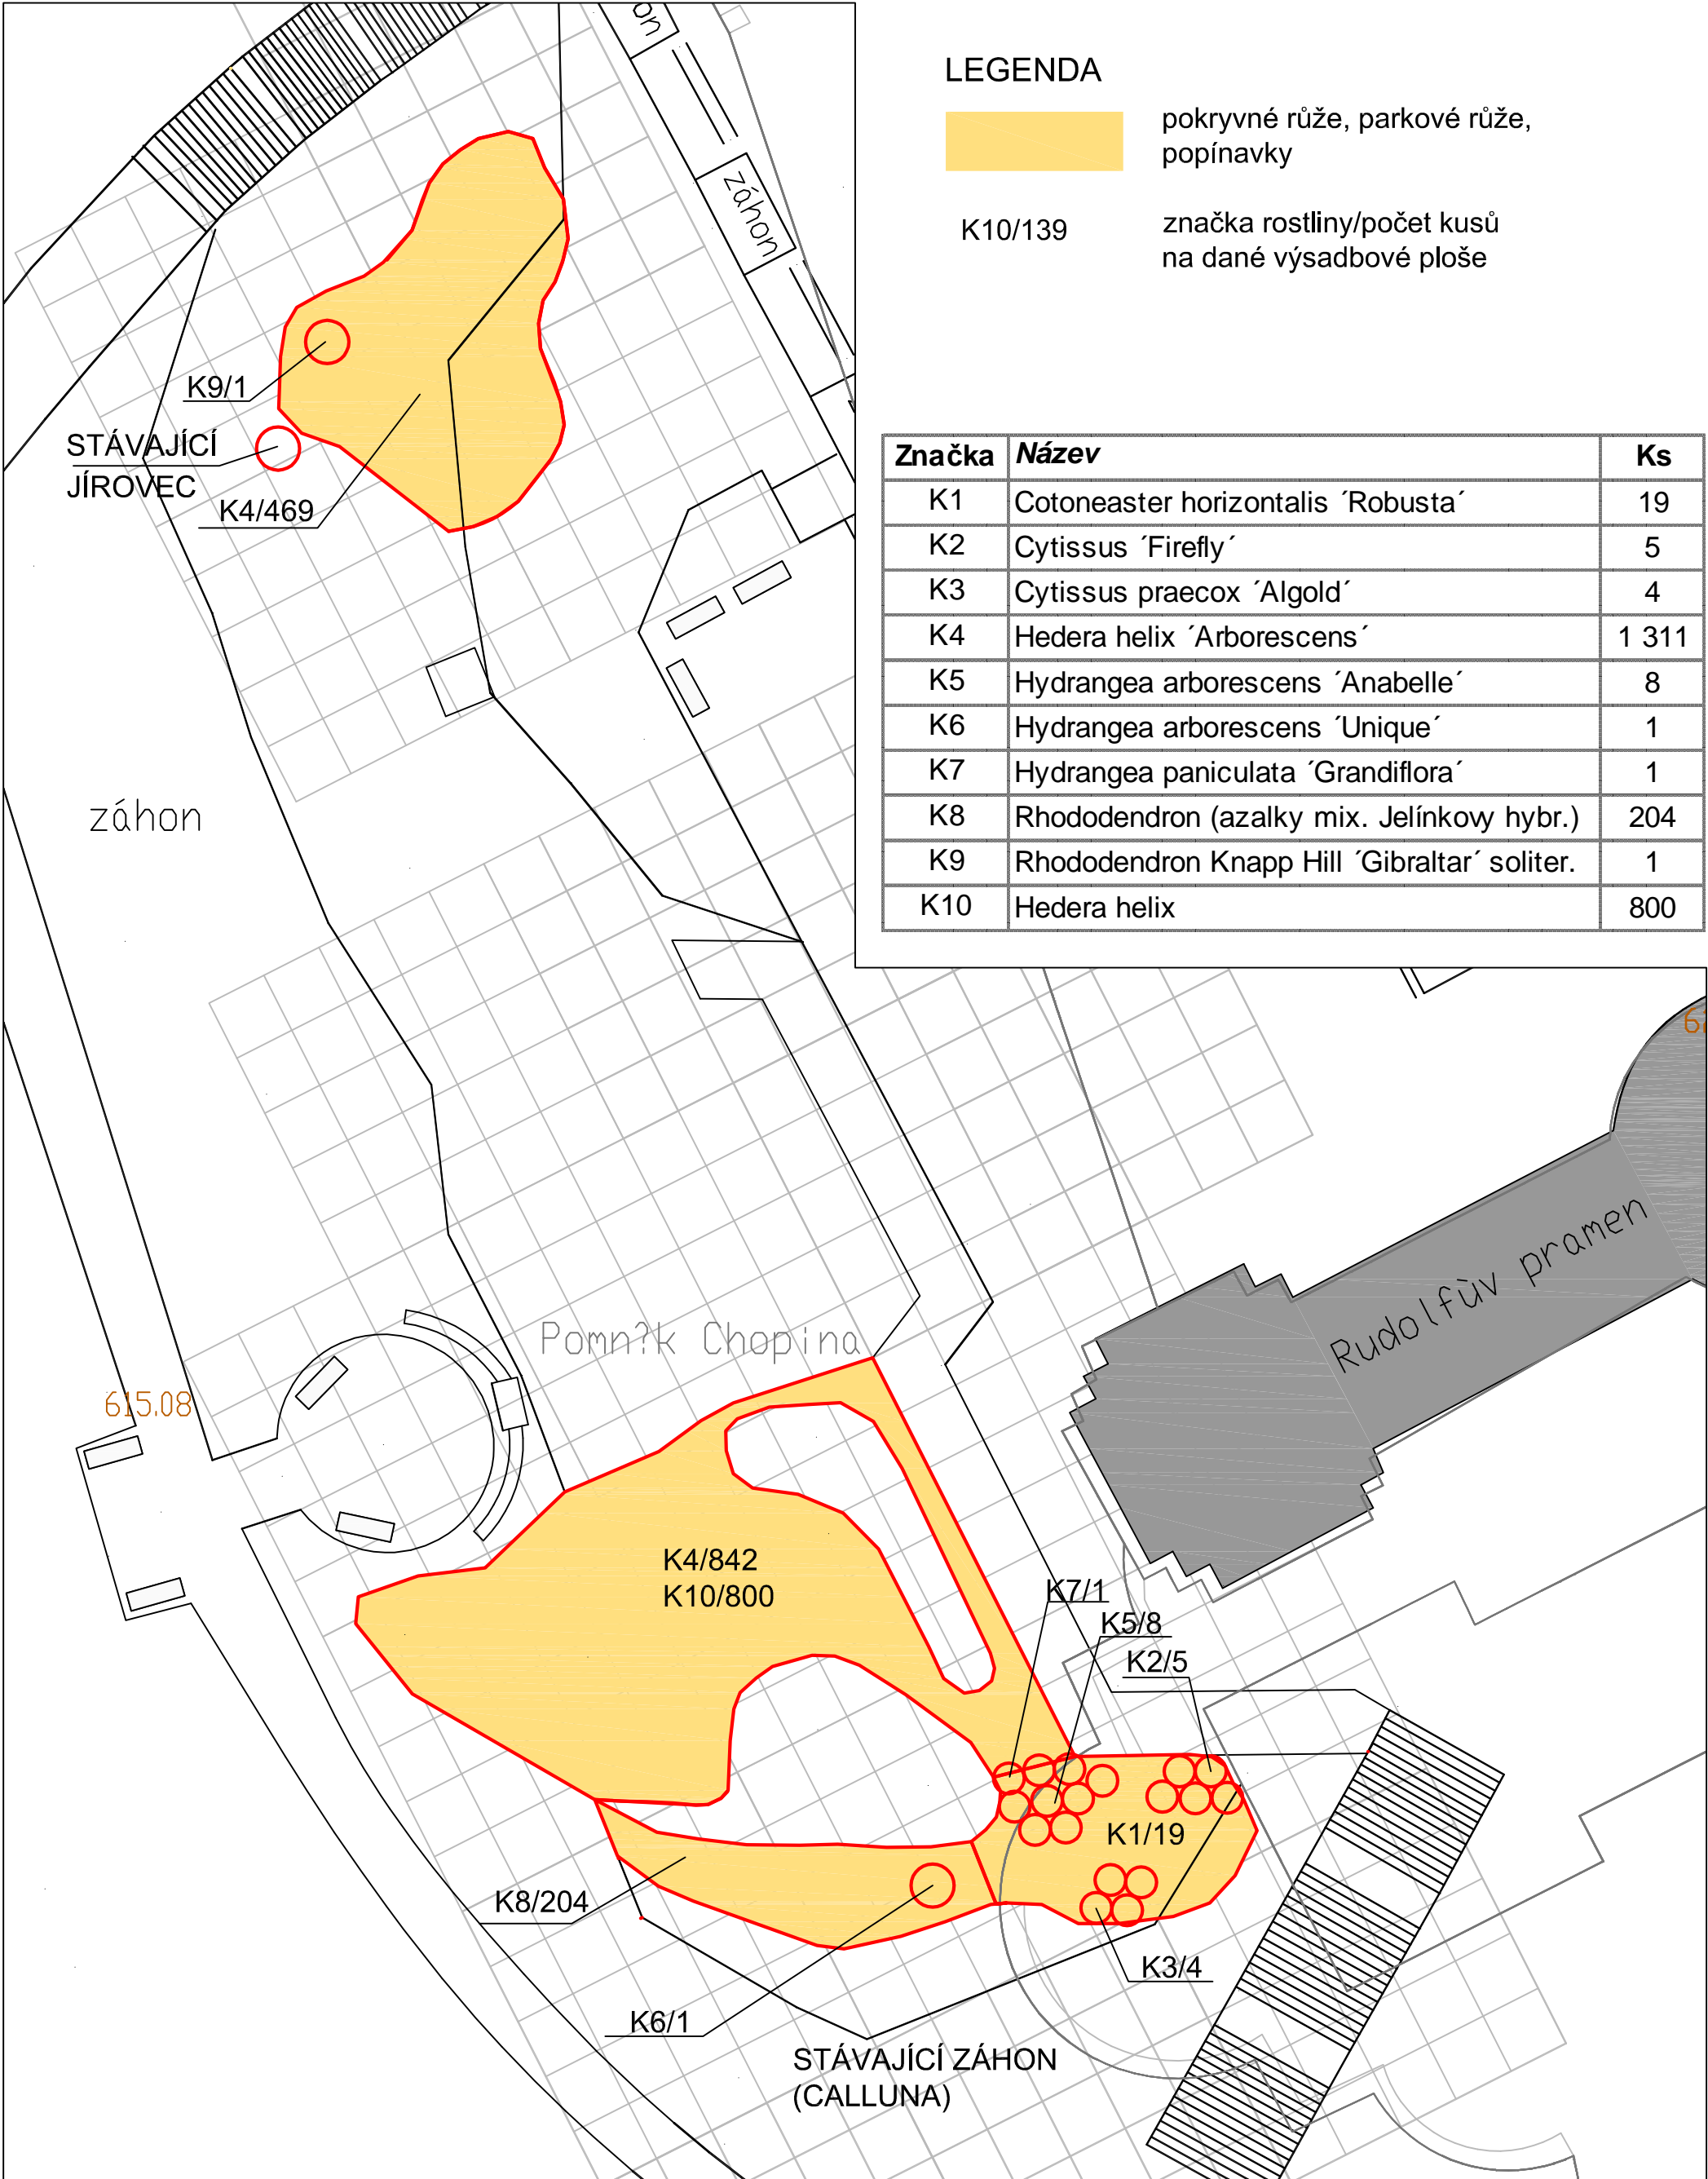 LEGENDA
pokryvné růže, parkové růže,
popínavky
K10/139
značka rostliny/počet kusů
na dané výsadbové ploše
Značka Název Ks
K1 Cotoneaster horizontalis ´Robusta´ 19
K2 Cytissus ´Firefly´ 5
K3 Cytissus praecox ´Algold´ 4
K4 Hedera helix ´Arborescens´ 1 311
K5 Hydrangea arborescens ´Anabelle´ 8
K6 Hydrangea arborescens ´Unique´ 1
K7 Hydrangea paniculata ´Grandiflora´ 1
K8 Rhododendron (azalky mix. Jelínkovy hybr.) 204
K9 Rhododendron Knapp Hill ´Gibraltar´ soliter. 1
K10 Hedera helix 800
hon
záhon
K9/1
STÁVAJÍCÍ
JÍROVEC
K4/469
záhon
6.
Rudolfùv pramen
Pomn?k Chopina
615.08
K4/842
K10/800
K7/1
K5/8
K2/5
K1/19
K8/204
K3/4
K6/1
STÁVAJÍCÍ ZÁHON
(CALLUNA)